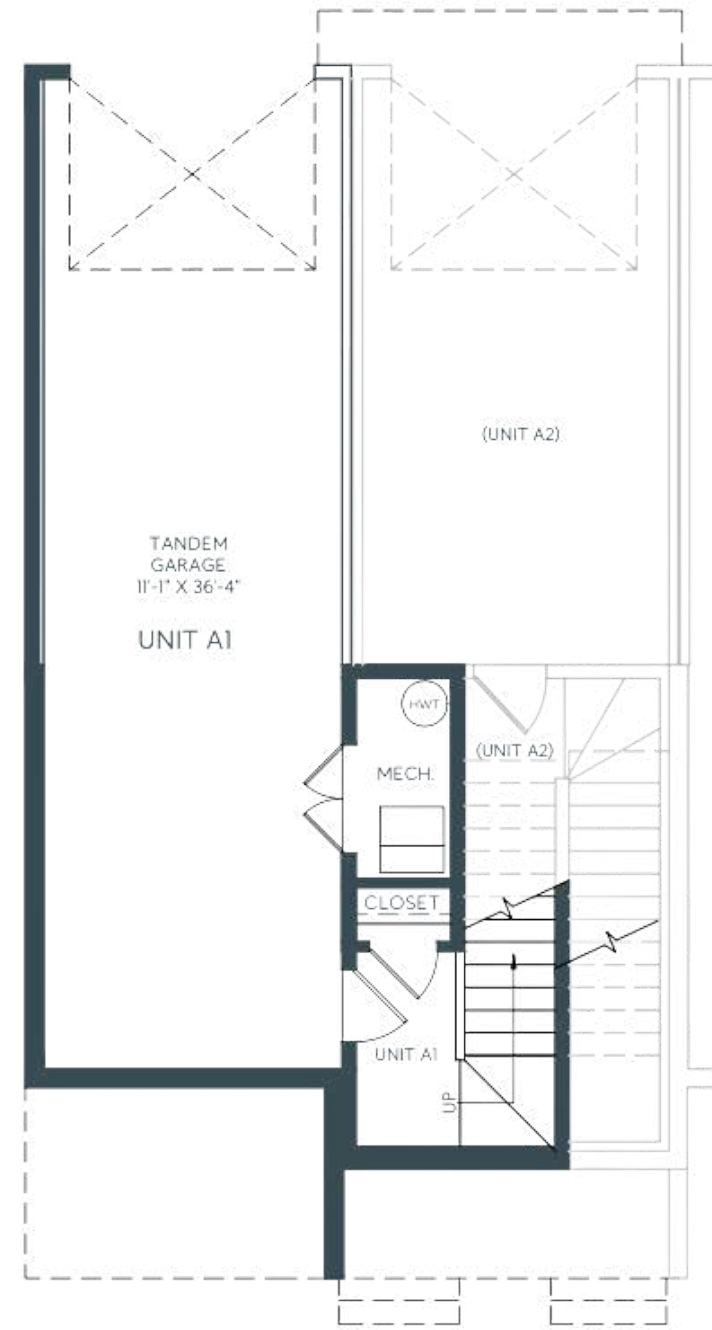 (UNIT A2)
TANDEM
GARAGE
11'-1" X 36'-4"
UNIT A1
HWT
(UNIT A2)
MECH.
CLOSET
UNIT A1
UP